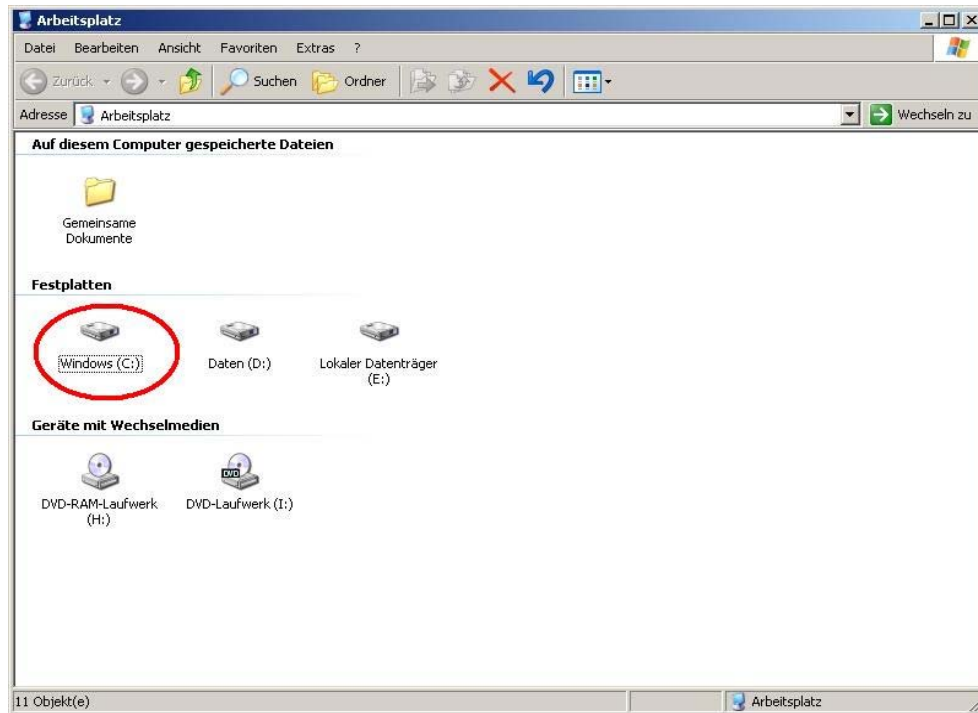 Arbeitsplatz
Datei Bearbeiten Ansicht Favoriten Extras ?
Zurück Suchen Ordner
Adresse Arbeitsplatz Wechseln zu
Auf diesem Computer gespeicherte Dateien
Gemeinsame
Dokumente
Festplatten
Windows (C:) Daten (D:) Lokaler Datenträger
(E:)
Geräte mit Wechselmedien
DVD
DVD-RAM-Laufwerk DVD-Laufwerk (I:)
(H:)
11 Objekt(e) Arbeitsplatz